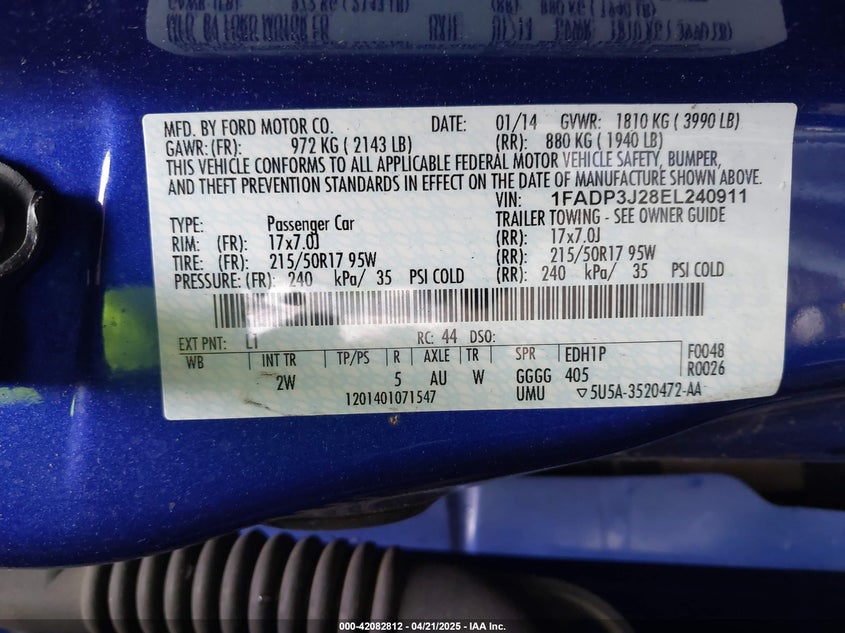 MFD. BY FORD MOTOR CO. DATE: 01/14 GVWR: 1810 KG ( 3990 LB)
GAWR: (FR): 972 KG ( 2143 LB) (RR): 880 KG ( 1940 LB)
THIS VEHICLE CONFORMS TO ALL APPLICABLE FEDERAL MOTOR VEHICLE SAFETY, BUMPER,
AND THEFT PREVENTION STANDARDS IN EFFECT ON THE DATE OF MANUFACTURE SHOWN ABOVE.
VIN: 1FADP3J28EL240911
TYPE: Passenger Car TRAILER TOWING - SEE OWNER GUIDE
RIM: (FR): 17x7.0J (RR): 17x7.0J
TIRE: (FR): 215/50R17 95W (RR): 215/50R17 95W
PRESSURE: (FR): 240 kPa/ 35 PSI COLD (RR): 240 kPa/ 35 PSI COLD
EXT PNT: L1 RC: 44 DSO:
WB INT TR TP/PS R AXLE TR SPR EDH1P F0048
2W 5 AU W GGGG 405 R0026
1201401071547 UMU ▽5U5A-3520472-AA
000-42082812 - 04/21/2025 - IAA Inc.